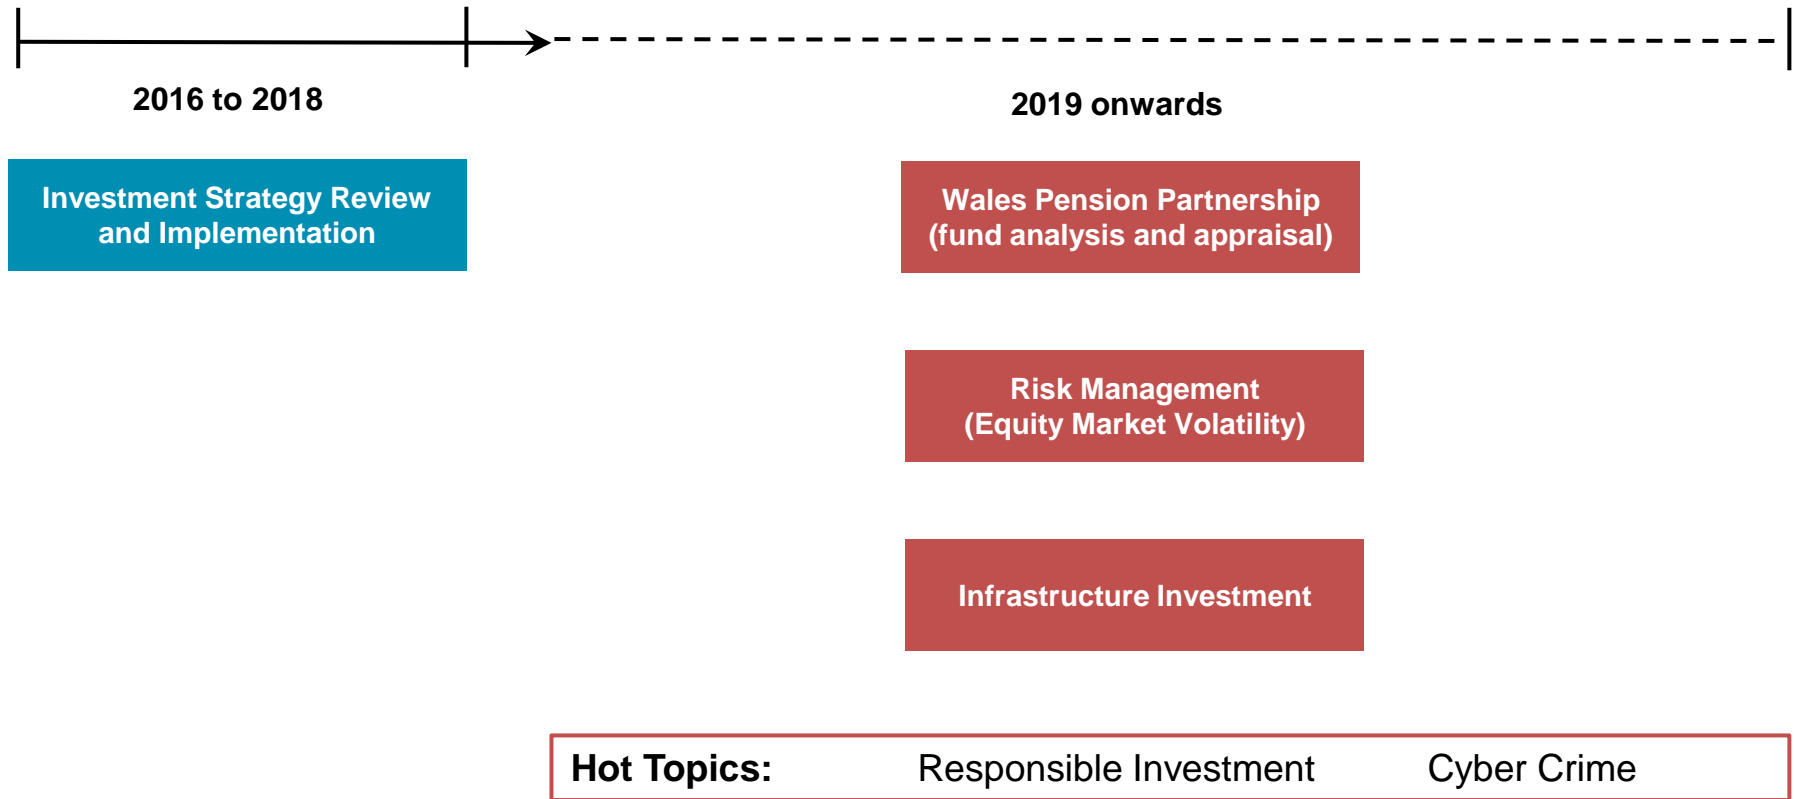 2016 to 2018
2019 onwards
Investment Strategy Review
and Implementation
Wales Pension Partnership
(fund analysis and appraisal)
Risk Management
(Equity Market Volatility)
Infrastructure Investment
Hot Topics: Responsible Investment Cyber Crime